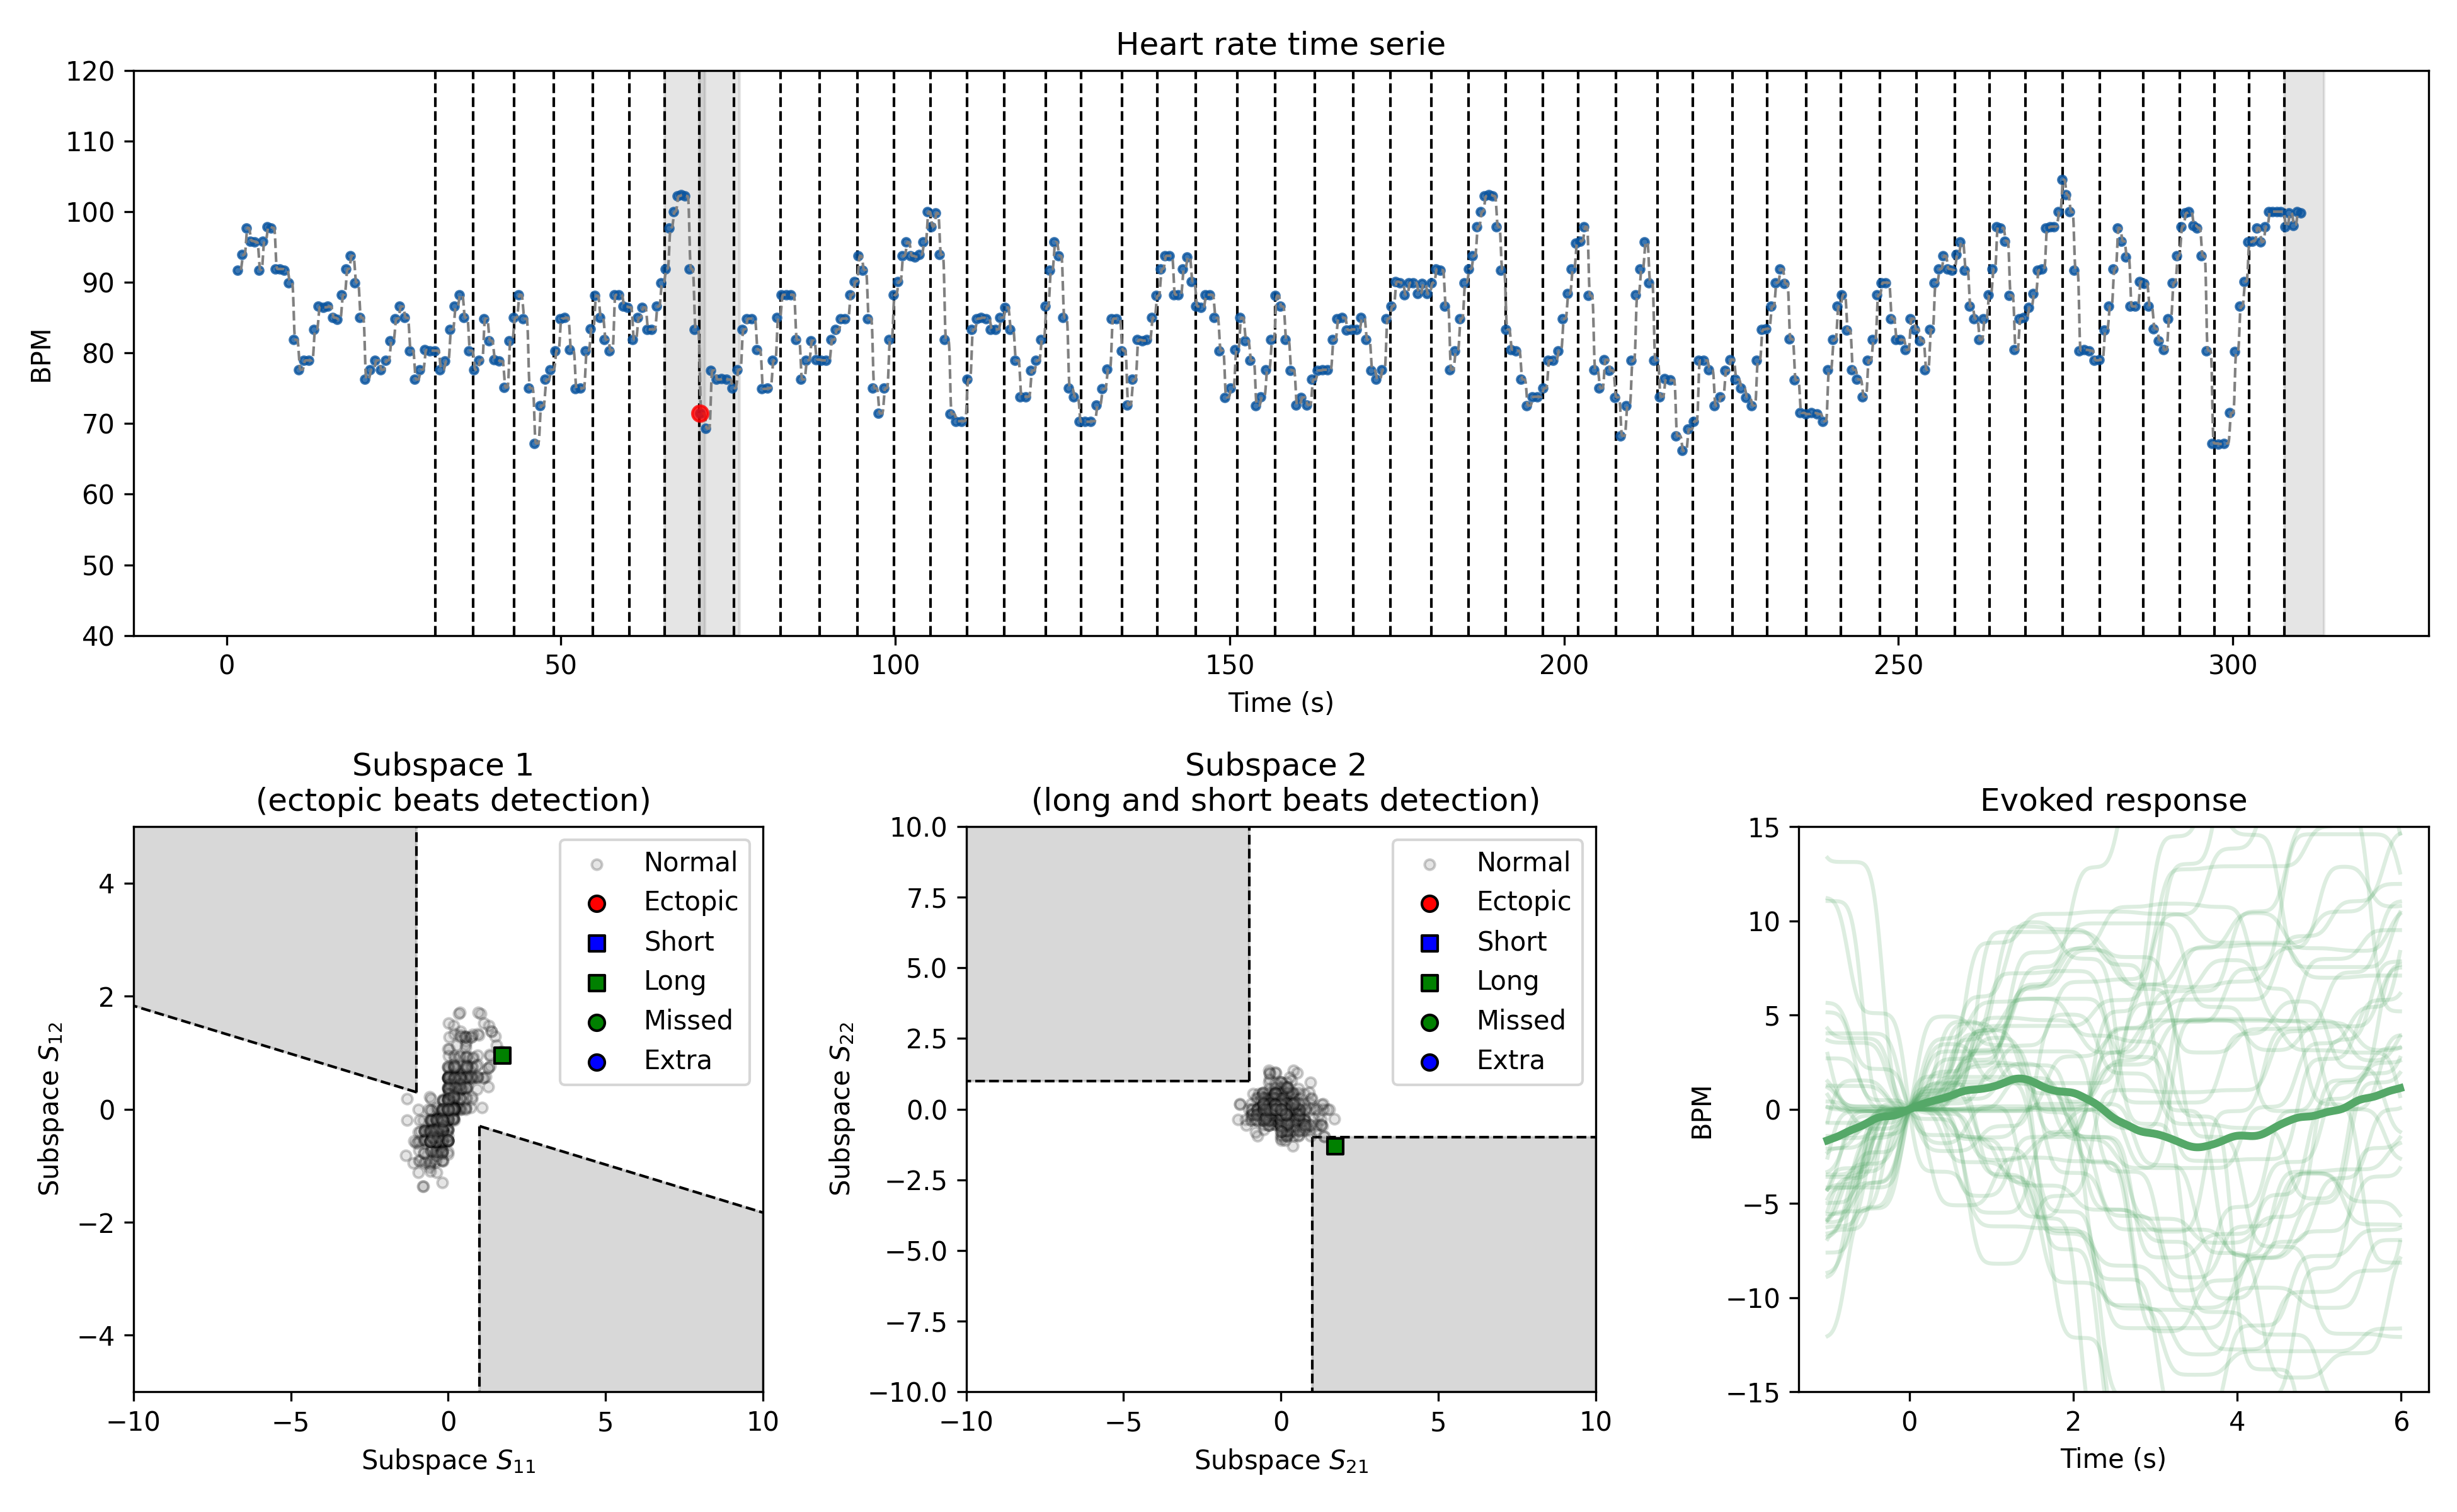 Heart rate time serie
120
110
100
90
80
70
60
50
40
BPM
0 50 100 150 200 250 300
Time (s)
Subspace 1
(ectopic beats detection)
4
2
0
−2
−4
Subspace S₁₂
Normal
Ectopic
Short
Long
Missed
Extra
−10 −5 0 5 10
Subspace S₁₁
Subspace 2
(long and short beats detection)
10.0
7.5
5.0
2.5
0.0
−2.5
−5.0
−7.5
−10.0
Subspace S₂₂
Normal
Ectopic
Short
Long
Missed
Extra
−10 −5 0 5 10
Subspace S₂₁
Evoked response
15
10
5
0
−5
−10
−15
BPM
0 2 4 6
Time (s)